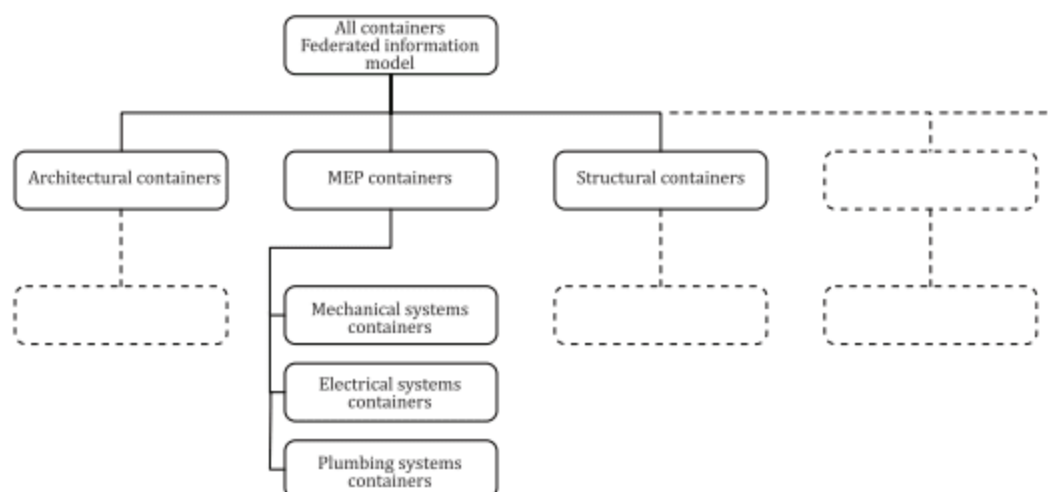 All containers
Federated information
model
Architectural containers
MEP containers
Structural containers
Mechanical systems
containers
Electrical systems
containers
Plumbing systems
containers